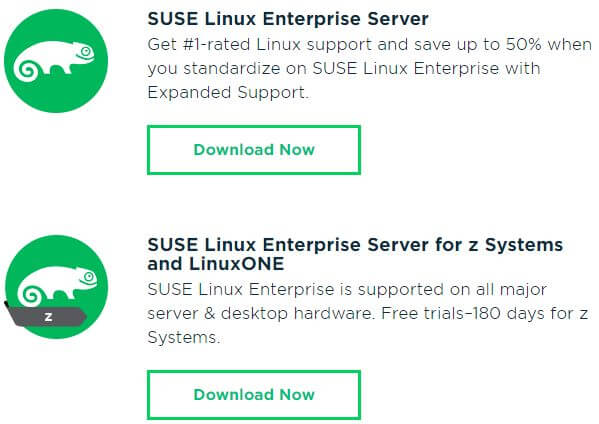 SUSE Linux Enterprise Server
Get #1-rated Linux support and save up to 50% when
you standardize on SUSE Linux Enterprise with
Expanded Support.
Download Now
SUSE Linux Enterprise Server for z Systems
and LinuxONE
z
SUSE Linux Enterprise is supported on all major
server & desktop hardware. Free trials–180 days for z
Systems.
Download Now